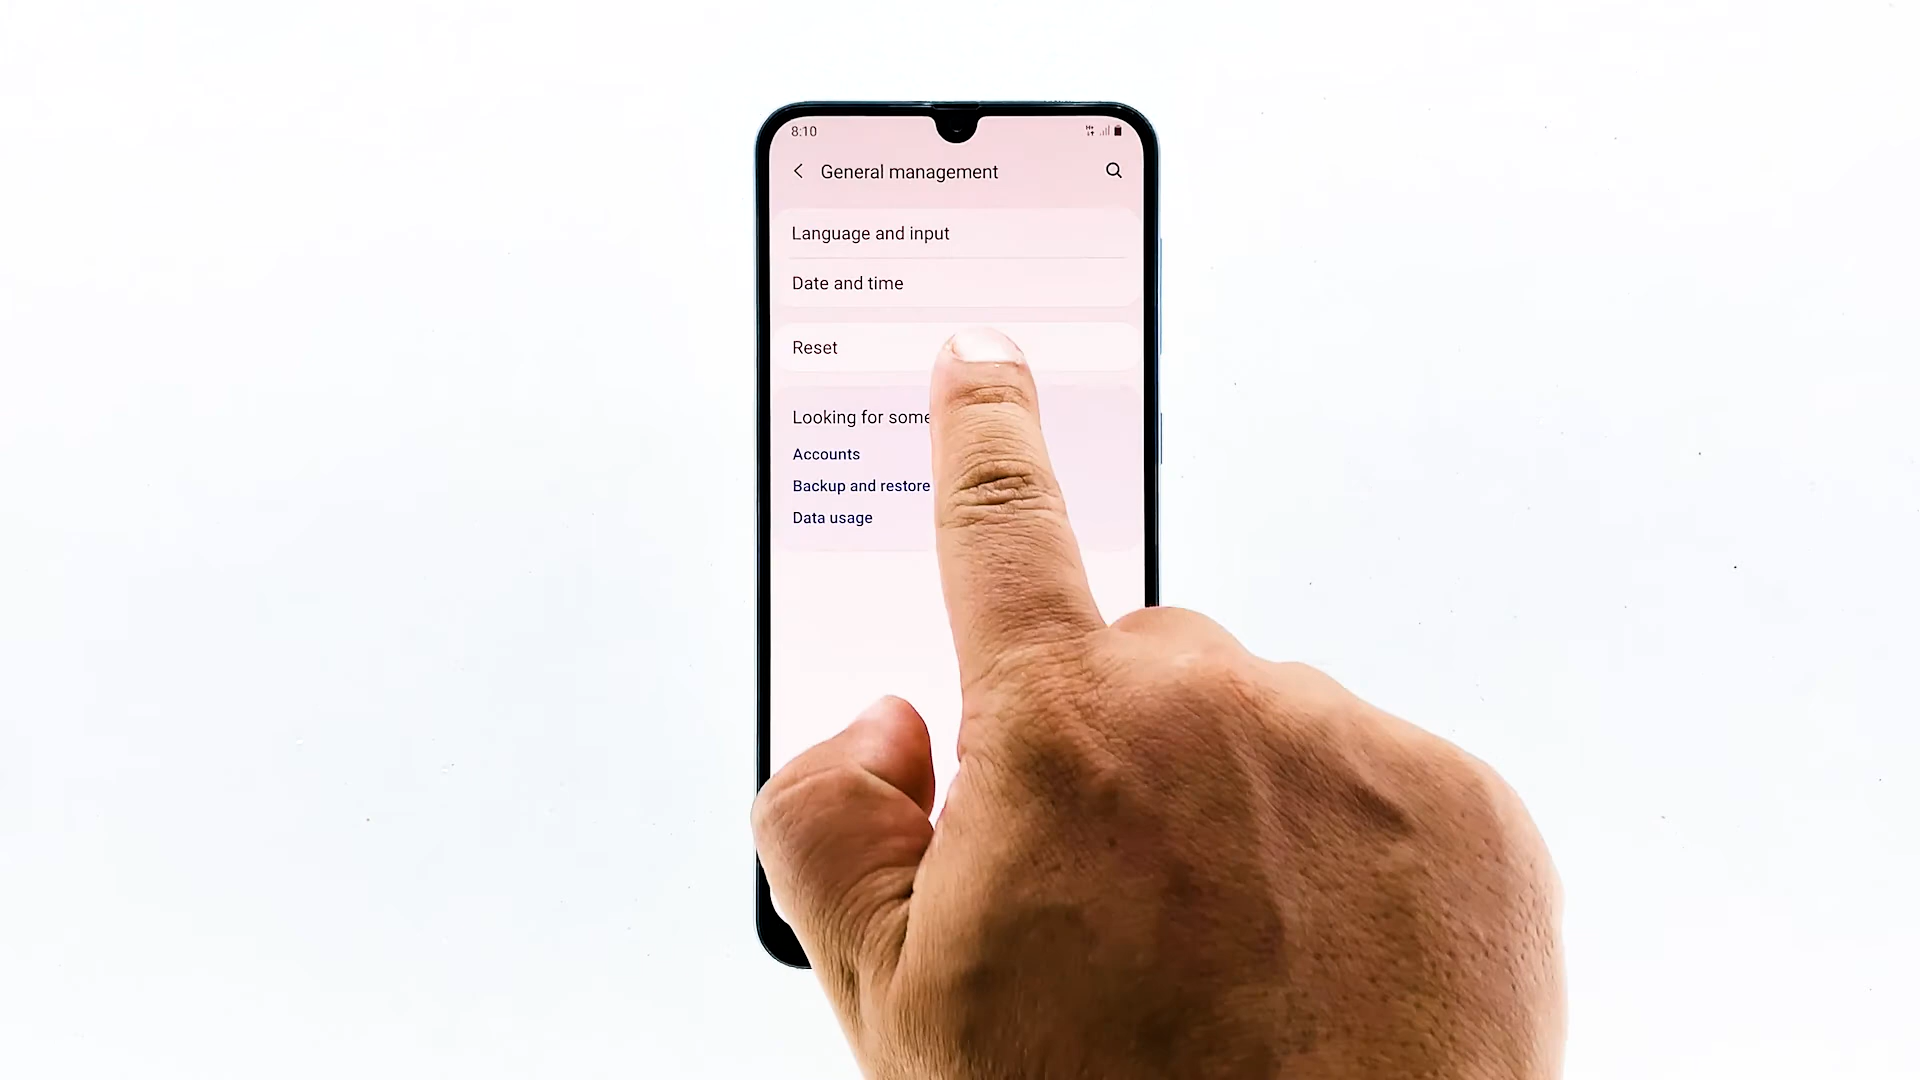 8:10
General management
Language and input
Date and time
Reset
Looking for some
Accounts
Backup and restore
Data usage